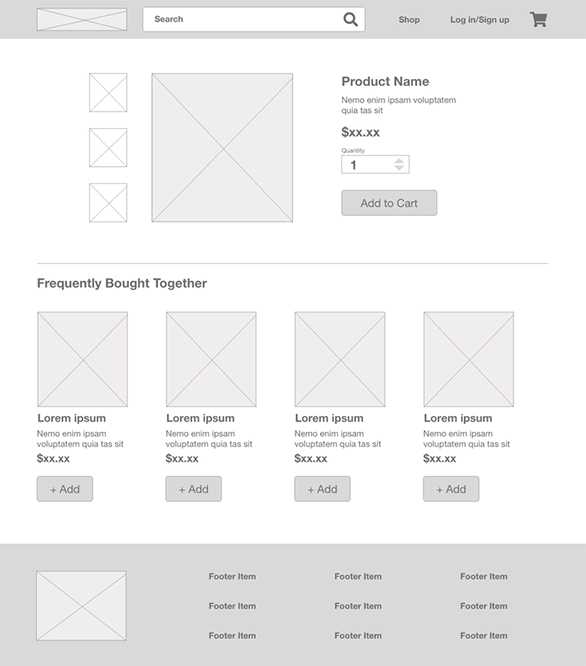 Search
Shop
Log in/Sign up
Product Name
Nemo enim ipsam voluptatem
quia tas sit
$xx.xx
Quantity
1
Add to Cart
Frequently Bought Together
Lorem ipsum
Nemo enim ipsam
voluptatem quia tas sit
$xx.xx
+ Add
Lorem ipsum
Nemo enim ipsam
voluptatem quia tas sit
$xx.xx
+ Add
Lorem ipsum
Nemo enim ipsam
voluptatem quia tas sit
$xx.xx
+ Add
Lorem ipsum
Nemo enim ipsam
voluptatem quia tas sit
$xx.xx
+ Add
Footer Item
Footer Item
Footer Item
Footer Item
Footer Item
Footer Item
Footer Item
Footer Item
Footer Item